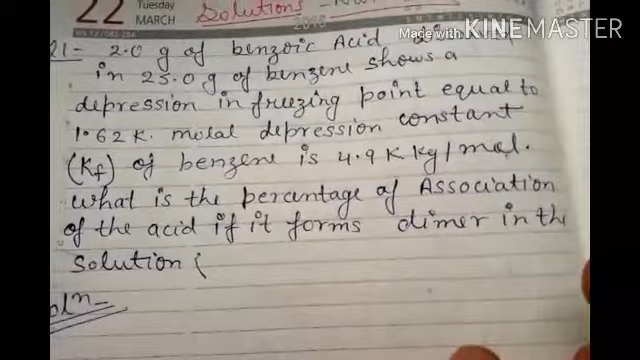 22 Tuesday
MARCH
Solutions
2016
Made with KINEMASTER
21- 2.0 g of benzoic Acid
in 25.0 g of benzene shows a
depression in freezing point equal to
1.62 K. molal depression constant
(Kf) of benzene is 4.9 K kg/mol.
what is the percentage of Association
of the acid if it forms dimer in the
solution (